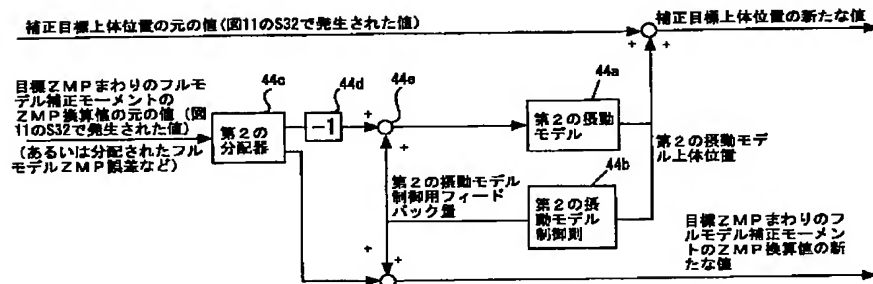 補正目標上体位置の元の値(図11のS32で発生された値)
補正目標上体位置の新たな値
+
+
目標ZMPまわりのフルモ
デル補正モーメントの
ZMP換算値の元の値 (図
11のS32で発生された値)
(あるいは分配されたフル
モデルZMP誤差など)
44c
第2の
分配器
44d
-1
44e
+
+
44a
第2の摂動
モデル
第2の摂動モデ
ル上体位置
44b
第2の摂
動モデル
制御則
第2の摂動モデル
制御用フィード
バック量
+
+
目標ZMPまわりのフ
ルモデル補正モーメン
トのZMP換算値の新
たな値